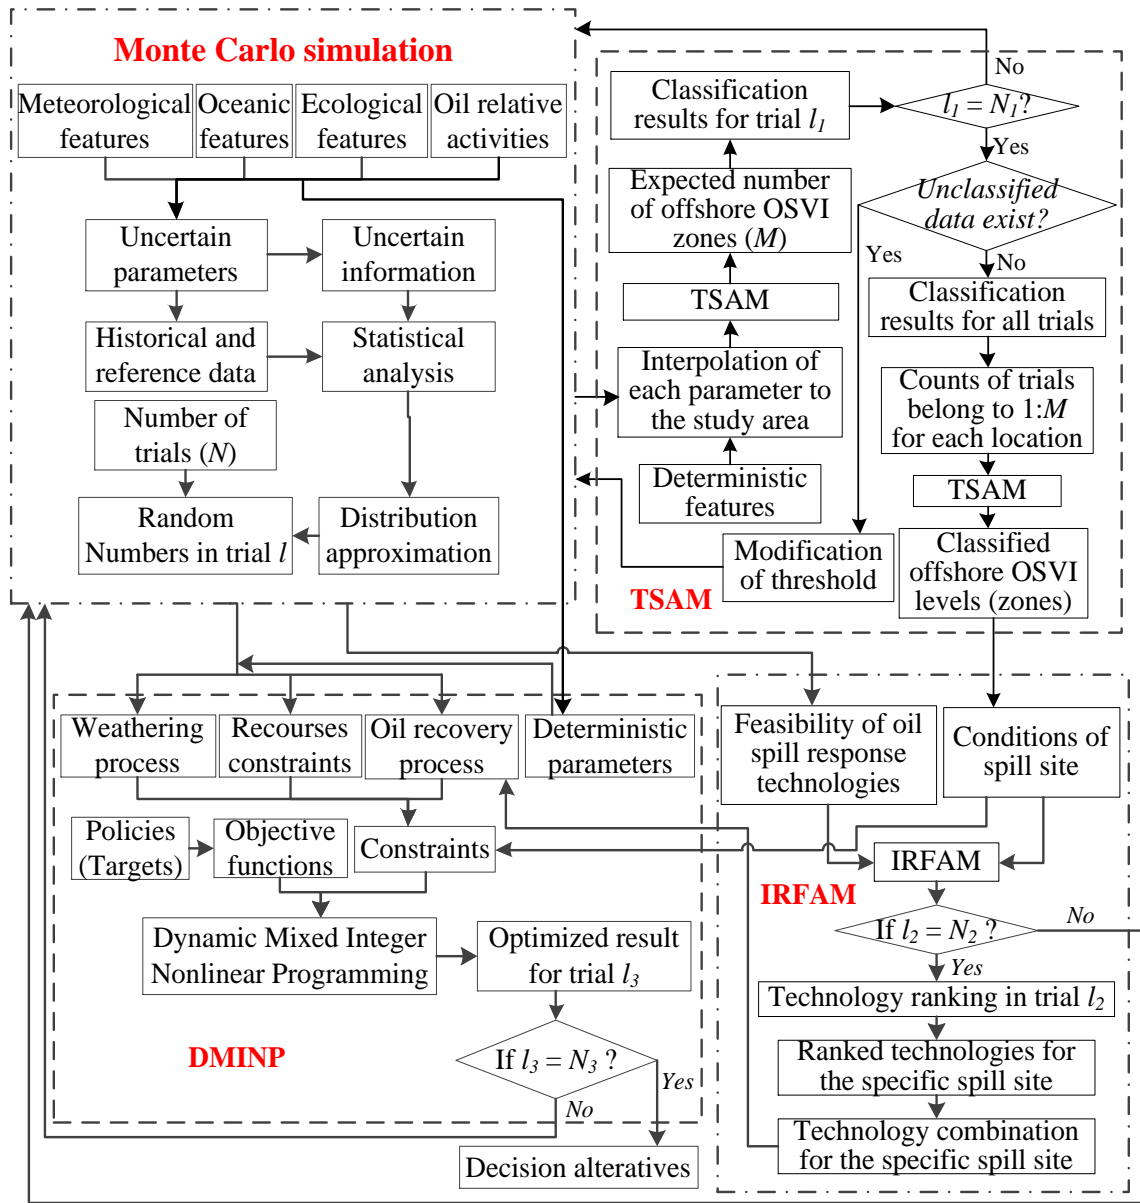 Monte Carlo simulation
Meteorological
features
Oceanic
features
Ecological
features
Oil relative
activities
Uncertain
parameters
Uncertain
information
Historical and
reference data
Statistical
analysis
Number of
trials (N)
Random
Numbers in trial l
Distribution
approximation
Classification
results for trial l1
l1 = N1?
No
Yes
Expected number
of offshore OSVI
zones (M)
Unclassified
data exist?
Yes
No
TSAM
Classification
results for all trials
Interpolation of
each parameter to
the study area
Counts of trials
belong to 1:M
for each location
Deterministic
features
TSAM
Modification
of threshold
Classified
offshore OSVI
levels (zones)
TSAM
Weathering
process
Recourses
constraints
Oil recovery
process
Deterministic
parameters
Policies
(Targets)
Objective
functions
Constraints
Dynamic Mixed Integer
Nonlinear Programming
Optimized result
for trial l3
DMINP
If l3 = N3 ?
Yes
No
Decision alteratives
Feasibility of oil
spill response
technologies
Conditions of
spill site
IRFAM
IRFAM
If l2 = N2 ?
No
Yes
Technology ranking in trial l2
Ranked technologies for
the specific spill site
Technology combination
for the specific spill site